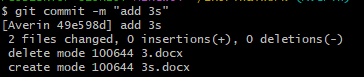 $ git commit -m "add 3s"
[Averin 49e598d] add 3s
 2 files changed, 0 insertions(+), 0 deletions(-)
 delete mode 100644 3.docx
 create mode 100644 3s.docx